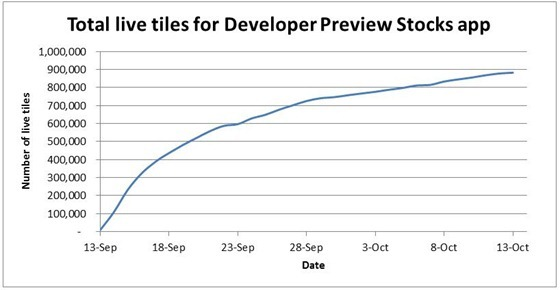 Total live tiles for Developer Preview Stocks app
1,000,000
900,000
800,000
700,000
600,000
500,000
400,000
300,000
200,000
100,000
-
Number of live tiles
13-Sep 18-Sep 23-Sep 28-Sep 3-Oct 8-Oct 13-Oct
Date